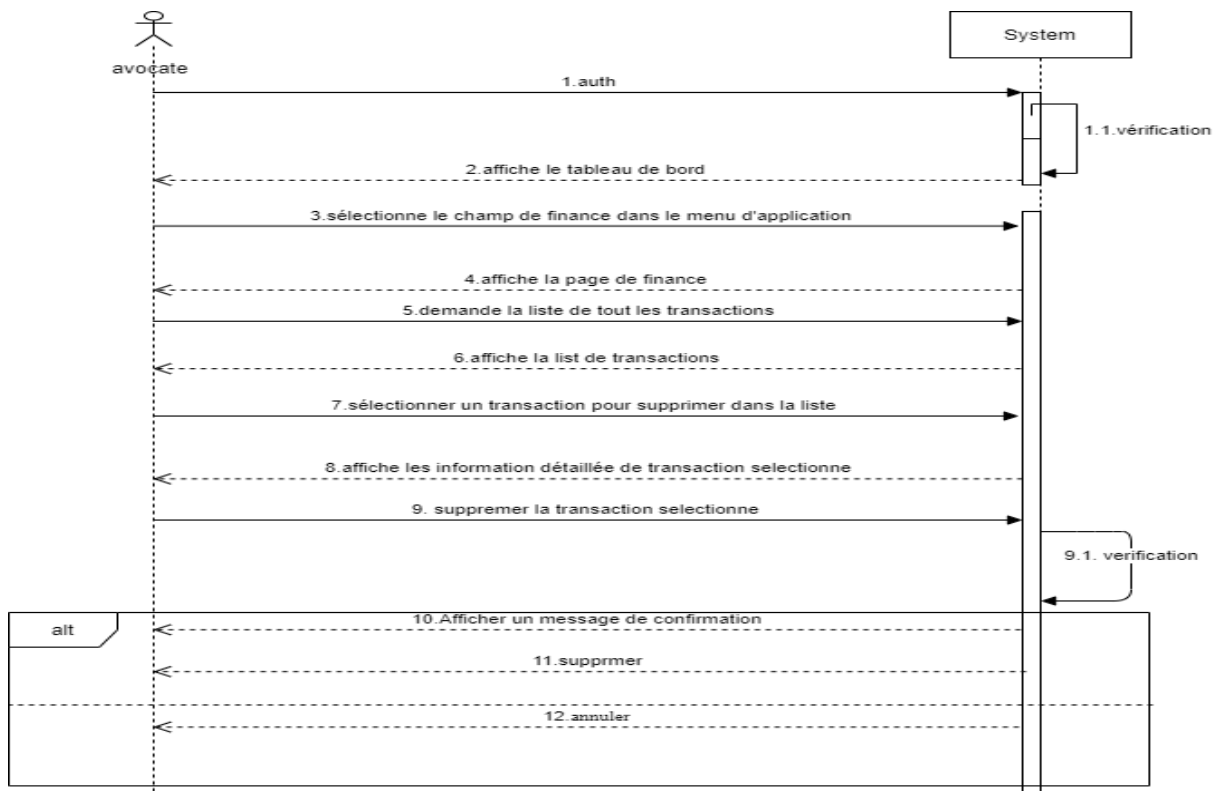 System
avocate
1.auth
1.1.vérification
2.affiche le tableau de bord
3.sélectionne le champ de finance dans le menu d'application
4.affiche la page de finance
5.demande la liste de tout les transactions
6.affiche la list de transactions
7.sélectionner un transaction pour supprimer dans la liste
8.affiche les information détaillée de transaction selectionne
9. suppremer la transaction selectionne
9.1. verification
alt
10.Afficher un message de confirmation
11.supprmer
12.annuler